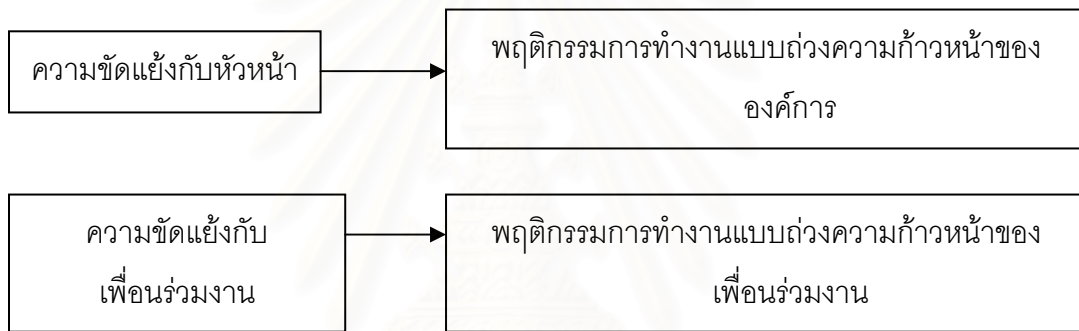 ความขัดแย้งกับหัวหน้า
พฤติกรรมการทำงานแบบถ่วงความก้าวหน้าของ
องค์การ
ความขัดแย้งกับ
เพื่อนร่วมงาน
พฤติกรรมการทำงานแบบถ่วงความก้าวหน้าของ
เพื่อนร่วมงาน